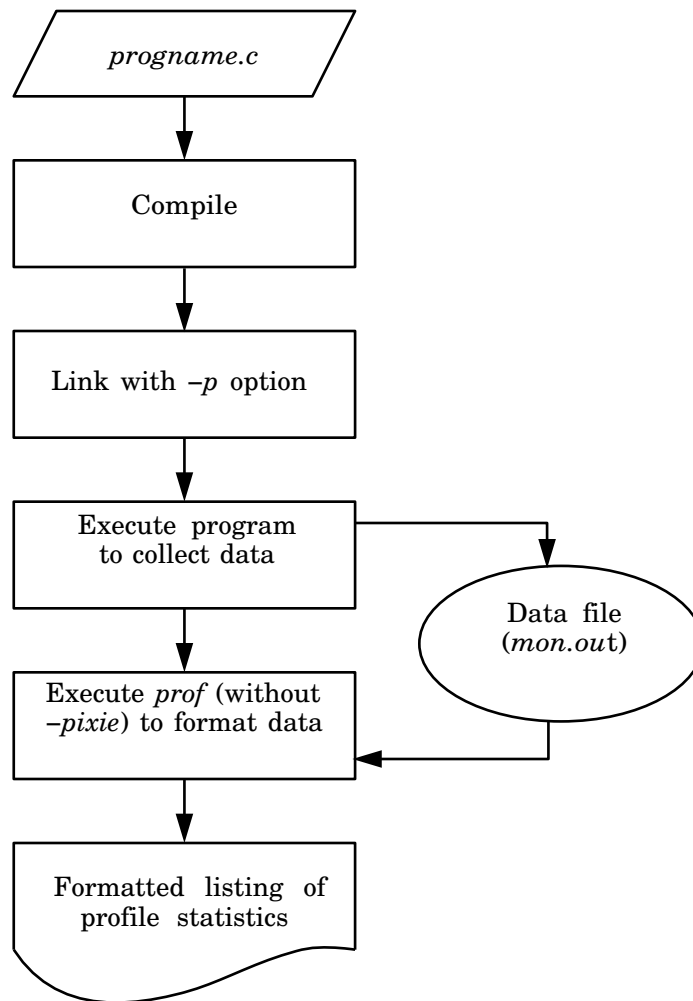 progname.c
Compile
Link with –p option
Execute program
to collect data
Data file
(mon.out)
Execute prof (without
–pixie) to format data
Formatted listing of
profile statistics